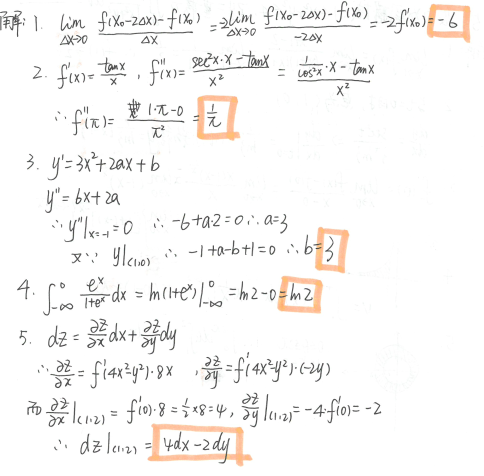 解: 1. lim Δx→0 f(x₀-2Δx)-f(x₀)/Δx = -2lim Δx→0 f(x₀-2Δx)-f(x₀)/-2Δx = -2f'(x₀) = -6
2. f'(x) = tanx/x , f''(x) = sec²x·x - tanx/x² = 1/cos²x·x - tanx/x²
∴ f''(π) = 1·π-0/π² = 1/π
3. y' = 3x²+2ax+b
y'' = 6x+2a
∴ y''|x=-1 = 0 ∴ -6+a·2=0 ∴ a=3
又∵ y|(-1,0) ∴ -1+a-b+1=0 ∴ b=3
4. ∫₋∞⁰ eˣ/1+eˣ dx = ln(1+eˣ)|₋∞⁰ = ln2-0 = ln2
5. dz = ∂z/∂x dx + ∂z/∂y dy
∴ ∂z/∂x = f'(4x²-y²)·8x , ∂z/∂y = f'(4x²-y²)·(-2y)
而 ∂z/∂x|(1,2) = f'(0)·8 = 1/2×8=4, ∂z/∂y|(1,2) = -4·f'(0) = -2
∴ dz|(1,2) = 4dx-2dy